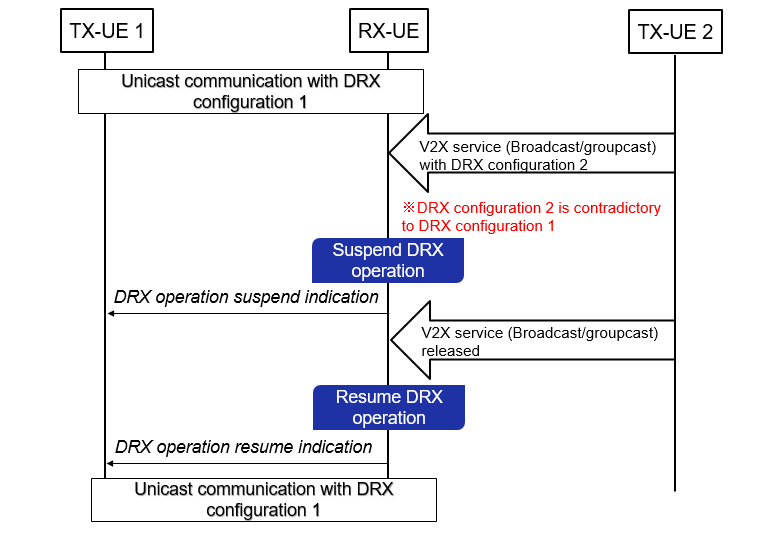 TX-UE 1
RX-UE
TX-UE 2
Unicast communication with DRX
configuration 1
V2X service (Broadcast/groupcast)
with DRX configuration 2
※DRX configuration 2 is contradictory
to DRX configuration 1
Suspend DRX
operation
DRX operation suspend indication
V2X service (Broadcast/groupcast)
released
Resume DRX
operation
DRX operation resume indication
Unicast communication with DRX
configuration 1